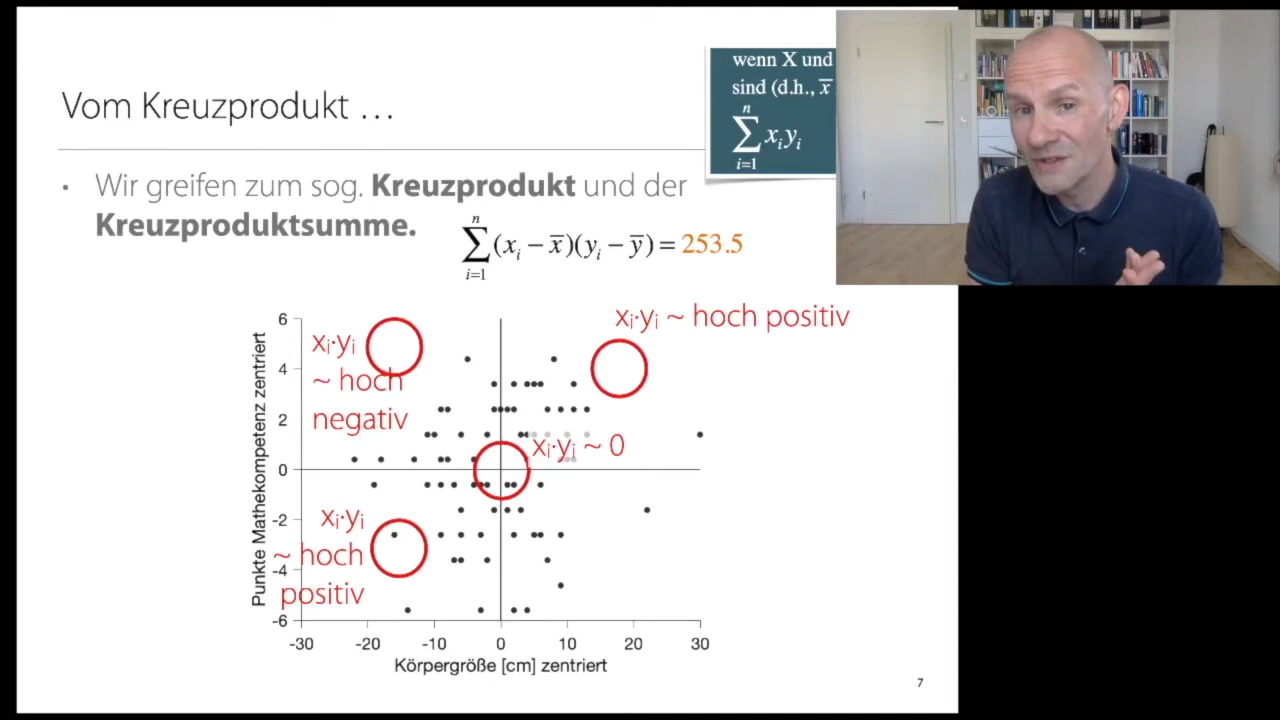 Vom Kreuzprodukt …
wenn X und
sind (d.h., x̅
n
∑ xᵢyᵢ
i=1
• Wir greifen zum sog. Kreuzprodukt und der
Kreuzproduktsumme.
n
∑ (xᵢ − x̅)(yᵢ − y̅) = 253.5
i=1
xᵢ·yᵢ ~ hoch positiv
xᵢ·yᵢ
~ hoch
negativ
xᵢ·yᵢ ~ 0
xᵢ·yᵢ
~ hoch
positiv
Punkte Mathekompetenz zentriert
6
4
2
0
-2
-4
-6
-30 -20 -10 0 10 20 30
Körpergröße [cm] zentriert
7